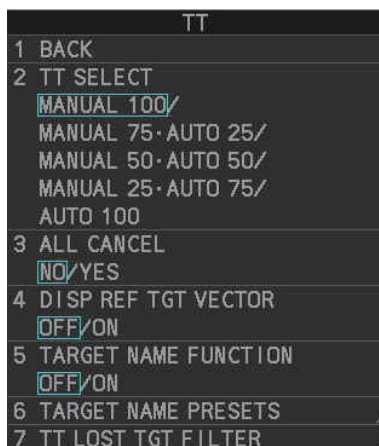 TT
1 BACK
2 TT SELECT
MANUAL 100/
MANUAL 75·AUTO 25/
MANUAL 50·AUTO 50/
MANUAL 25·AUTO 75/
AUTO 100
3 ALL CANCEL
NO/YES
4 DISP REF TGT VECTOR
OFF/ON
5 TARGET NAME FUNCTION
OFF/ON
6 TARGET NAME PRESETS
7 TT LOST TGT FILTER